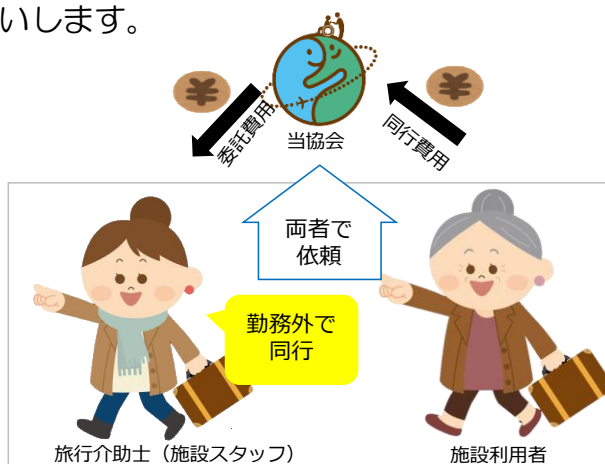 いします。
¥
¥
委託費用
当協会
同行費用
両者で
依頼
勤務外で
同行
旅行介助士（施設スタッフ）
施設利用者